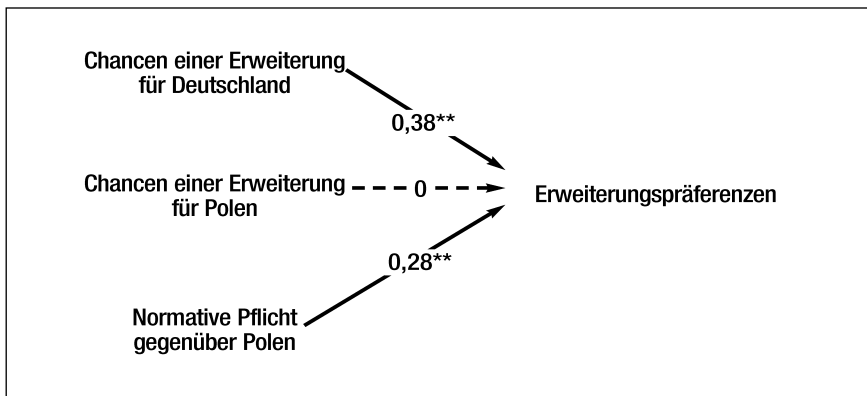 Chancen einer Erweiterung
für Deutschland
0,38**
Chancen einer Erweiterung
für Polen
0
Erweiterungspräferenzen
0,28**
Normative Pflicht
gegenüber Polen